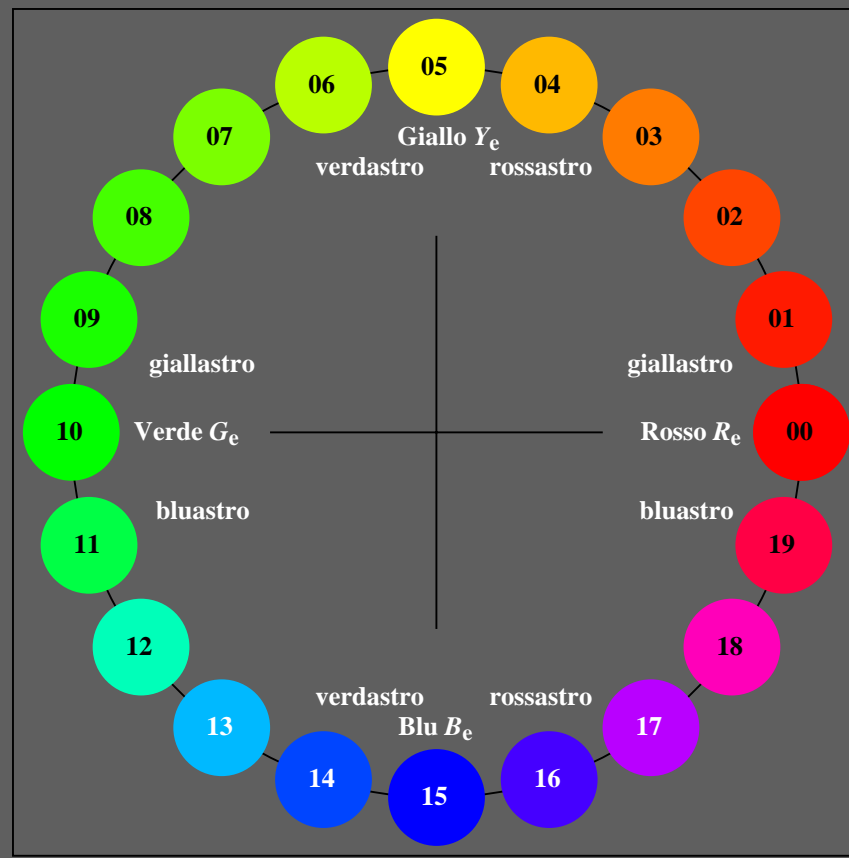 05
06
04
07
Giallo Yₑ
03
verdastro
rossastro
08
02
09
01
giallastro
giallastro
10
Verde Gₑ
Rosso Rₑ
00
bluastro
bluastro
11
19
12
18
verdastro
rossastro
13
Blu Bₑ
17
14
16
15